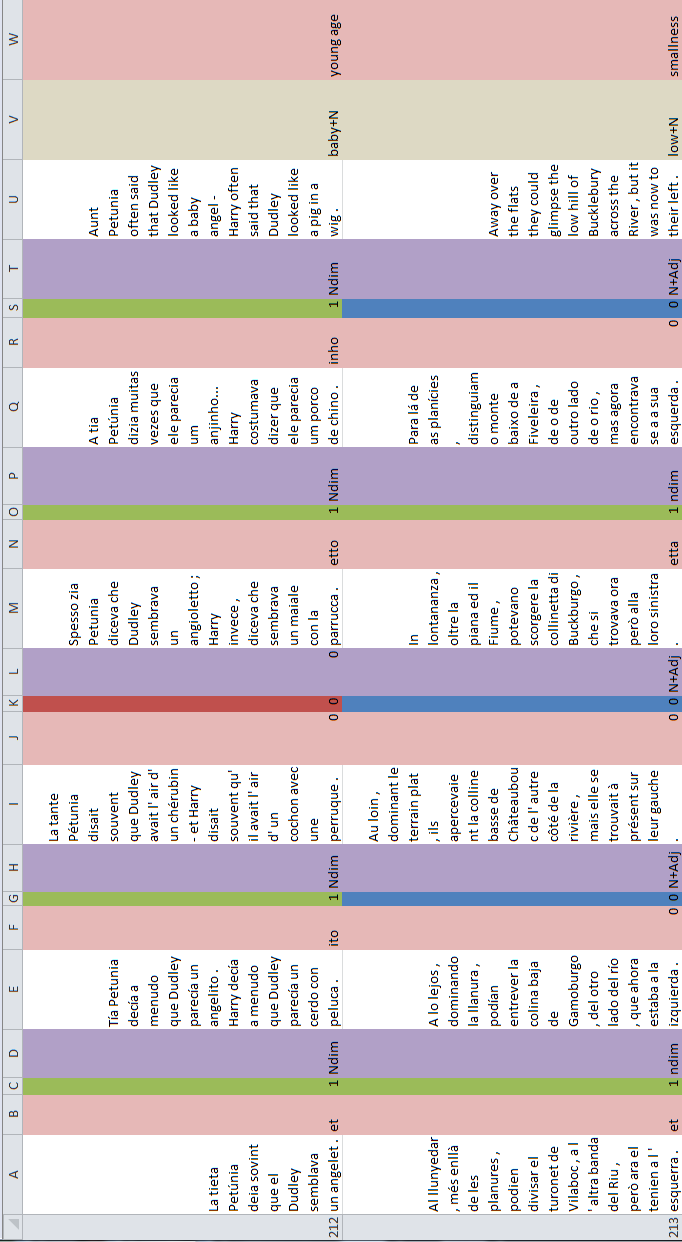 A B C D E F G H I J K L M N O P Q R S T U V W
212
La tieta
Petúnia
deia sovint
que el
Dudley
semblava
un angelet .
et
1
Ndim
Tía Petunia
decía a
menudo
que Dudley
parecía un
angelito .
Harry decía
a menudo
que Dudley
parecía un
cerdo con
peluca .
ito
1
Ndim
La tante
Pétunia
disait
souvent
que Dudley
avait l' air d'
un chérubin
- et Harry
disait
souvent qu'
il avait l' air
d' un
cochon avec
une
perruque .
0
0
0
Spesso zia
Petunia
diceva che
Dudley
sembrava
un
angioletto ;
Harry
invece ,
diceva che
sembrava
un maiale
con la
parrucca .
etto
1
Ndim
A tia
Petúnia
dizia muitas
vezes que
ele parecia
um
anjinho...
Harry
costumava
dizer que
ele parecia
um porco
de chino .
inho
1
Ndim
Aunt
Petunia
often said
that Dudley
looked like
a baby
angel -
Harry often
said that
Dudley
looked like
a pig in a
wig .
baby+N
young age
213
Al llunyedar
, més enllà
de les
planures ,
podien
divisar el
turonet de
Vilaboc , a l
' altra banda
del Riu ,
però ara el
tenien a l '
esquerra .
et
1
ndim
A lo lejos ,
dominando
la llanura ,
podían
entrever la
colina baja
de
Gamoburgo
, del otro
lado del río
, que ahora
estaba a la
izquierda .
0
0
N+Adj
Au loin ,
dominant le
terrain plat
, ils
apercevaie
nt la colline
basse de
Châteaubou
c de l' autre
côté de la
rivière ,
mais elle se
trouvait à
présent sur
leur gauche
.
0
0
N+Adj
In
lontananza ,
oltre la
piana ed il
Fiume ,
potevano
scorgere la
collinetta di
Buckburgo ,
che si
trovava ora
però alla
loro sinistra
.
etta
1
ndim
Para lá de
as planícies
,
distinguiam
o monte
baixo de a
Fiveleira ,
de o de
outro lado
de o rio ,
mas agora
encontrava
se a a sua
esquerda .
0
0
N+Adj
Away over
the flats
they could
glimpse the
low hill of
Bucklebury
across the
River , but it
was now to
their left .
low+N
smallness